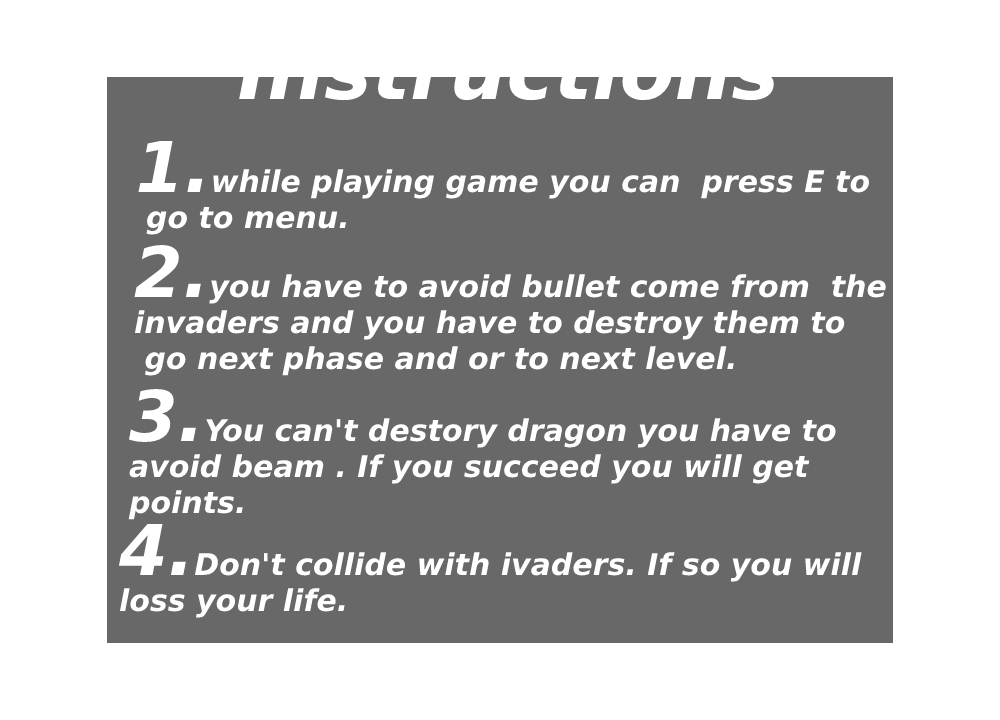 instructions
1.while playing game you can  press E to
go to menu.
2.you have to avoid bullet come from  the
invaders and you have to destroy them to
go next phase and or to next level.
3.You can't destory dragon you have to
avoid beam . If you succeed you will get
points.
4.Don't collide with ivaders. If so you will
loss your life.